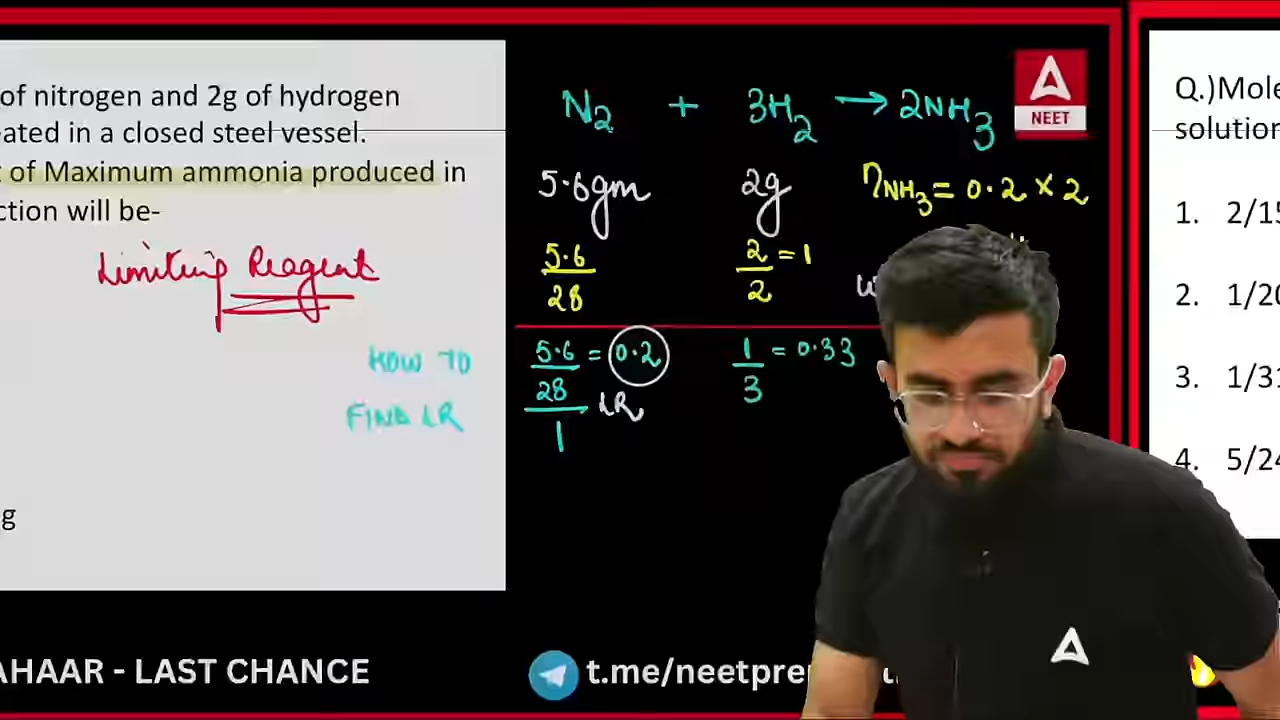 of nitrogen and 2g of hydrogen
ated in a closed steel vessel.
of Maximum ammonia produced in
ction will be-
Limiting Reagent
HOW TO
FIND LR
g
N2 + 3H2 → 2NH3
5.6gm 2g ηNH3 = 0.2 × 2
5.6/28 2/2 = 1
5.6/28/1 = 0.2 LR 1/3 = 0.33
NEET
Q.)Mole
solution
1. 2/15
2. 1/20
3. 1/31
4. 5/24
AHAAR - LAST CHANCE
t.me/neetprep